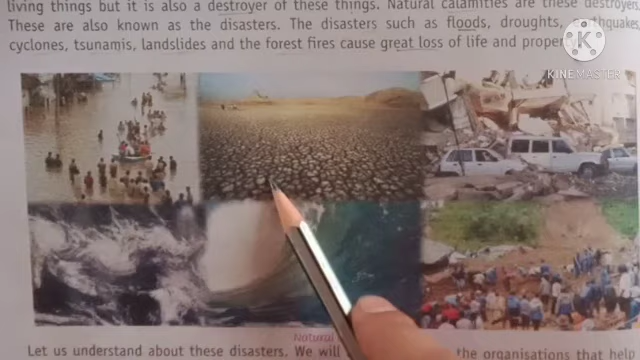 living things but it is also a destroyer of these things. Natural calamities are these destroyers
These are also known as the disasters. The disasters such as floods, droughts,
cyclones, tsunamis, landslides and the forest fires cause great loss of life and
KINEMASTER
Natural
Let us understand about these disasters. We will the organisations that help